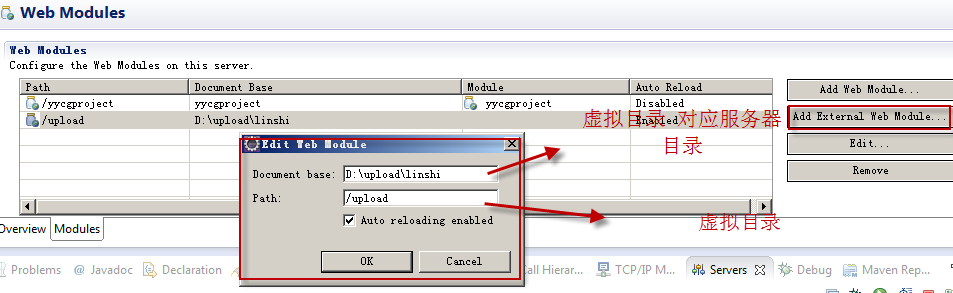 Web Modules
Web Modules
Configure the Web Modules on this server.
Path Document Base Module Auto Reload
/yycgproject yycgproject yycgproject Disabled
/upload D:\upload\linshi Enabled
Add Web Module...
Add External Web Module...
Edit...
Remove
虚拟目录 对应服务器
目录
Edit Web Module
Document base: D:\upload\linshi
Path: /upload
Auto reloading enabled
OK Cancel
虚拟目录
Overview Modules
Problems @ Javadoc Declaration Call Hierar... TCP/IP M... Servers Debug Maven Rep...